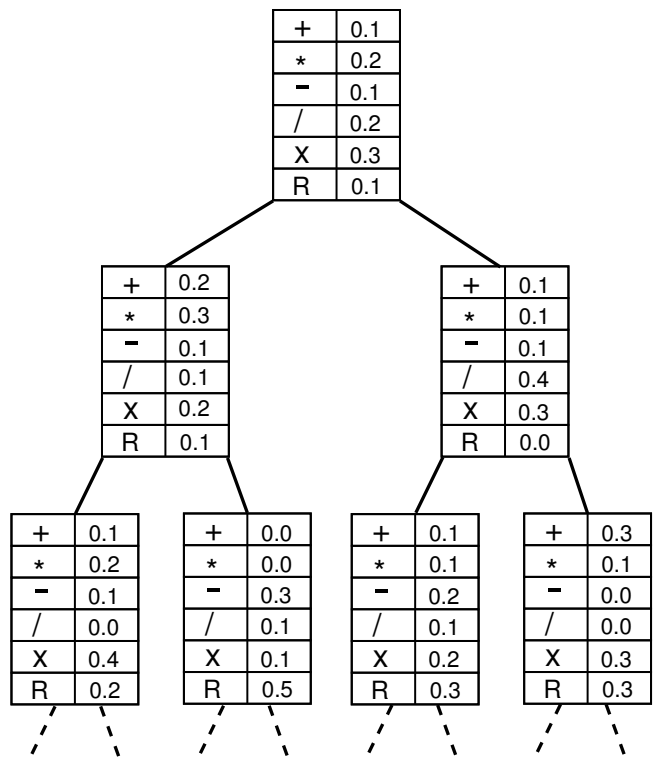 + 0.1
* 0.2
- 0.1
/ 0.2
X 0.3
R 0.1
+ 0.2
* 0.3
- 0.1
/ 0.1
X 0.2
R 0.1
+ 0.1
* 0.1
- 0.1
/ 0.4
X 0.3
R 0.0
+ 0.1
* 0.2
- 0.1
/ 0.0
X 0.4
R 0.2
+ 0.0
* 0.0
- 0.3
/ 0.1
X 0.1
R 0.5
+ 0.1
* 0.1
- 0.2
/ 0.1
X 0.2
R 0.3
+ 0.3
* 0.1
- 0.0
/ 0.0
X 0.3
R 0.3